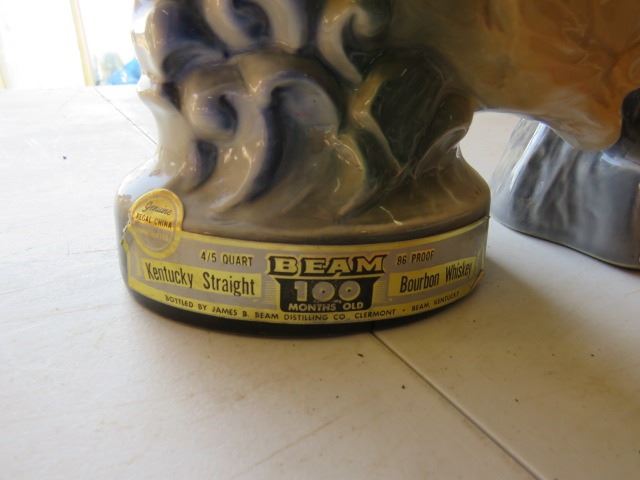 Genuine
REGAL CHINA
4/5 QUART
BEAM
86 PROOF
Kentucky Straight
100
MONTHS OLD
Bourbon Whiskey
BOTTLED BY JAMES B. BEAM DISTILLING CO., CLERMONT · BEAM, KENTUCKY